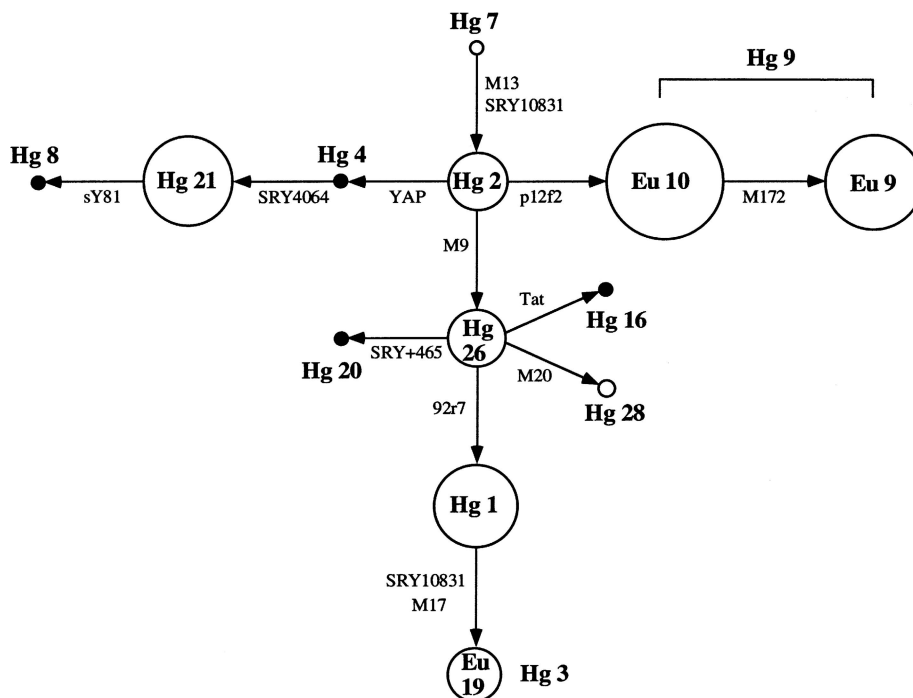 Hg 7
Hg 9
M13
SRY10831
Hg 8
Hg 21
Hg 4
Hg 2
Eu 10
Eu 9
sY81
SRY4064
YAP
p12f2
M172
M9
Tat
Hg 16
Hg
26
SRY+465
Hg 20
M20
Hg 28
92r7
Hg 1
SRY10831
M17
Eu
19
Hg 3